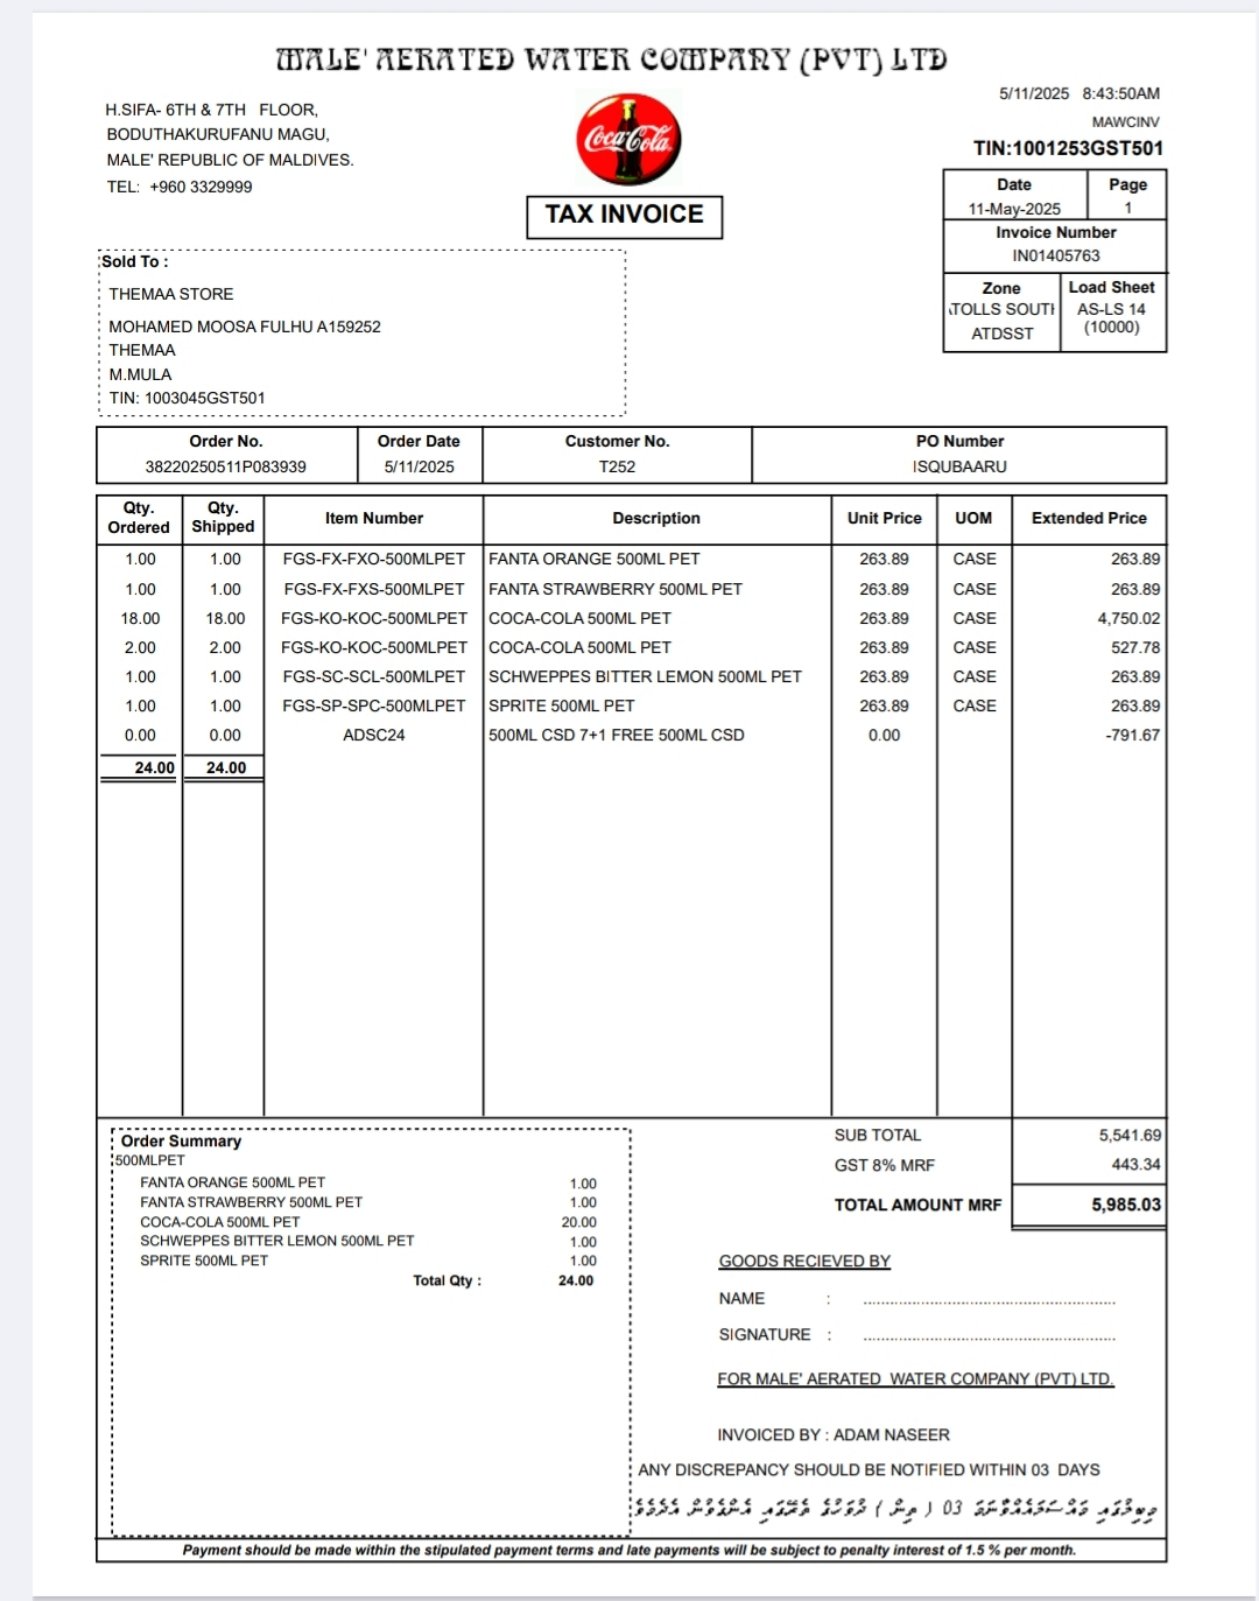 MALE' AERATED WATER COMPANY (PVT) LTD
H.SIFA- 6TH & 7TH FLOOR,
BODUTHAKURUFANU MAGU,
MALE' REPUBLIC OF MALDIVES.
TEL: +960 3329999
Coca-Cola
TAX INVOICE
5/11/2025 8:43:50AM
MAWCINV
TIN:1001253GST501
Date Page
11-May-2025 1
Invoice Number
IN01405763
Zone Load Sheet
TOLLS SOUTH AS-LS 14
ATDSST (10000)
Sold To :
THEMAA STORE
MOHAMED MOOSA FULHU A159252
THEMAA
M.MULA
TIN: 1003045GST501
Order No. Order Date Customer No. PO Number
38220250511P083939 5/11/2025 T252 ISQUBAARU
Qty. Ordered Qty. Shipped Item Number Description Unit Price UOM Extended Price
1.00 1.00 FGS-FX-FXO-500MLPET FANTA ORANGE 500ML PET 263.89 CASE 263.89
1.00 1.00 FGS-FX-FXS-500MLPET FANTA STRAWBERRY 500ML PET 263.89 CASE 263.89
18.00 18.00 FGS-KO-KOC-500MLPET COCA-COLA 500ML PET 263.89 CASE 4,750.02
2.00 2.00 FGS-KO-KOC-500MLPET COCA-COLA 500ML PET 263.89 CASE 527.78
1.00 1.00 FGS-SC-SCL-500MLPET SCHWEPPES BITTER LEMON 500ML PET 263.89 CASE 263.89
1.00 1.00 FGS-SP-SPC-500MLPET SPRITE 500ML PET 263.89 CASE 263.89
0.00 0.00 ADSC24 500ML CSD 7+1 FREE 500ML CSD 0.00 -791.67
24.00 24.00
Order Summary
500MLPET
FANTA ORANGE 500ML PET 1.00
FANTA STRAWBERRY 500ML PET 1.00
COCA-COLA 500ML PET 20.00
SCHWEPPES BITTER LEMON 500ML PET 1.00
SPRITE 500ML PET 1.00
Total Qty : 24.00
SUB TOTAL 5,541.69
GST 8% MRF 443.34
TOTAL AMOUNT MRF 5,985.03
GOODS RECIEVED BY
NAME : ........................................
SIGNATURE : ........................................
FOR MALE' AERATED WATER COMPANY (PVT) LTD.
INVOICED BY : ADAM NASEER
ANY DISCREPANCY SHOULD BE NOTIFIED WITHIN 03 DAYS
03 ( ތިން ) ދުވަހުގެ ތެރޭގައި
Payment should be made within the stipulated payment terms and late payments will be subject to penalty interest of 1.5 % per month.